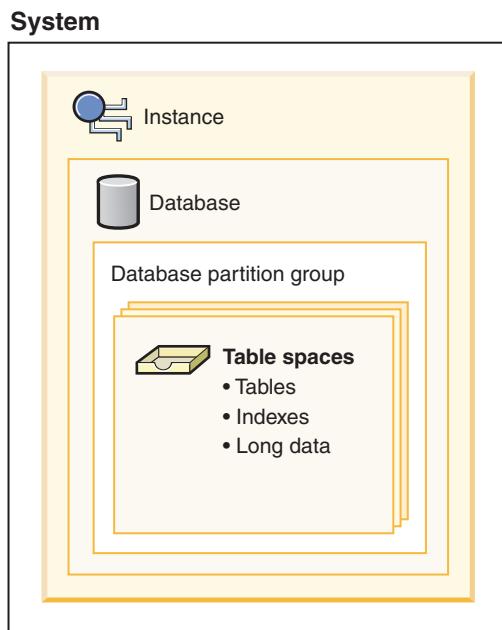 System
Instance
Database
Database partition group
Table spaces
• Tables
• Indexes
• Long data